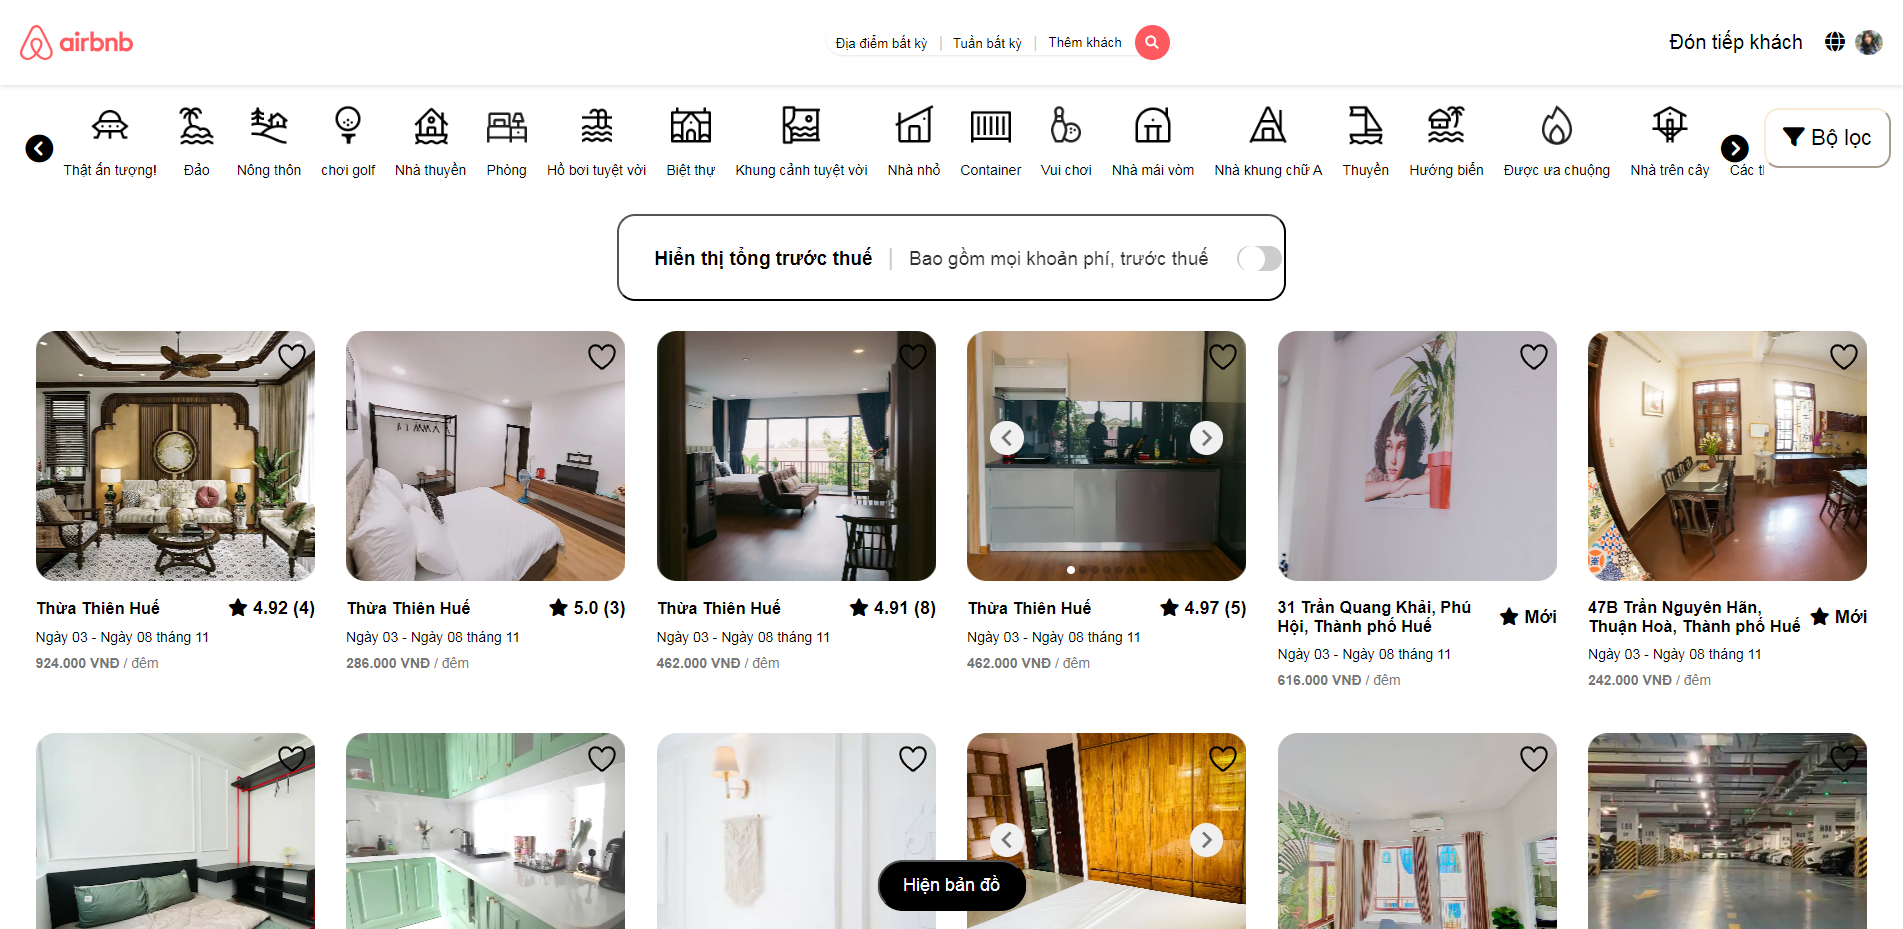 airbnb
Địa điểm bất kỳ | Tuần bất kỳ | Thêm khách
Đón tiếp khách
Thật ấn tượng!
Đảo
Nông thôn
chơi golf
Nhà thuyền
Phòng
Hồ bơi tuyệt vời
Biệt thự
Khung cảnh tuyệt vời
Nhà nhỏ
Container
Vui chơi
Nhà mái vòm
Nhà khung chữ A
Thuyền
Hướng biển
Được ưa chuộng
Nhà trên cây
Các t
Bộ lọc
Hiển thị tổng trước thuế | Bao gồm mọi khoản phí, trước thuế
Thừa Thiên Huế 4.92 (4)
Ngày 03 - Ngày 08 tháng 11
924.000 VNĐ / đêm
Thừa Thiên Huế 5.0 (3)
Ngày 03 - Ngày 08 tháng 11
286.000 VNĐ / đêm
Thừa Thiên Huế 4.91 (8)
Ngày 03 - Ngày 08 tháng 11
462.000 VNĐ / đêm
Thừa Thiên Huế 4.97 (5)
Ngày 03 - Ngày 08 tháng 11
462.000 VNĐ / đêm
31 Trần Quang Khải, Phú
Hội, Thành phố Huế
Mới
Ngày 03 - Ngày 08 tháng 11
616.000 VNĐ / đêm
47B Trần Nguyên Hãn,
Thuận Hoà, Thành phố Huế
Mới
Ngày 03 - Ngày 08 tháng 11
242.000 VNĐ / đêm
Hiện bản đồ